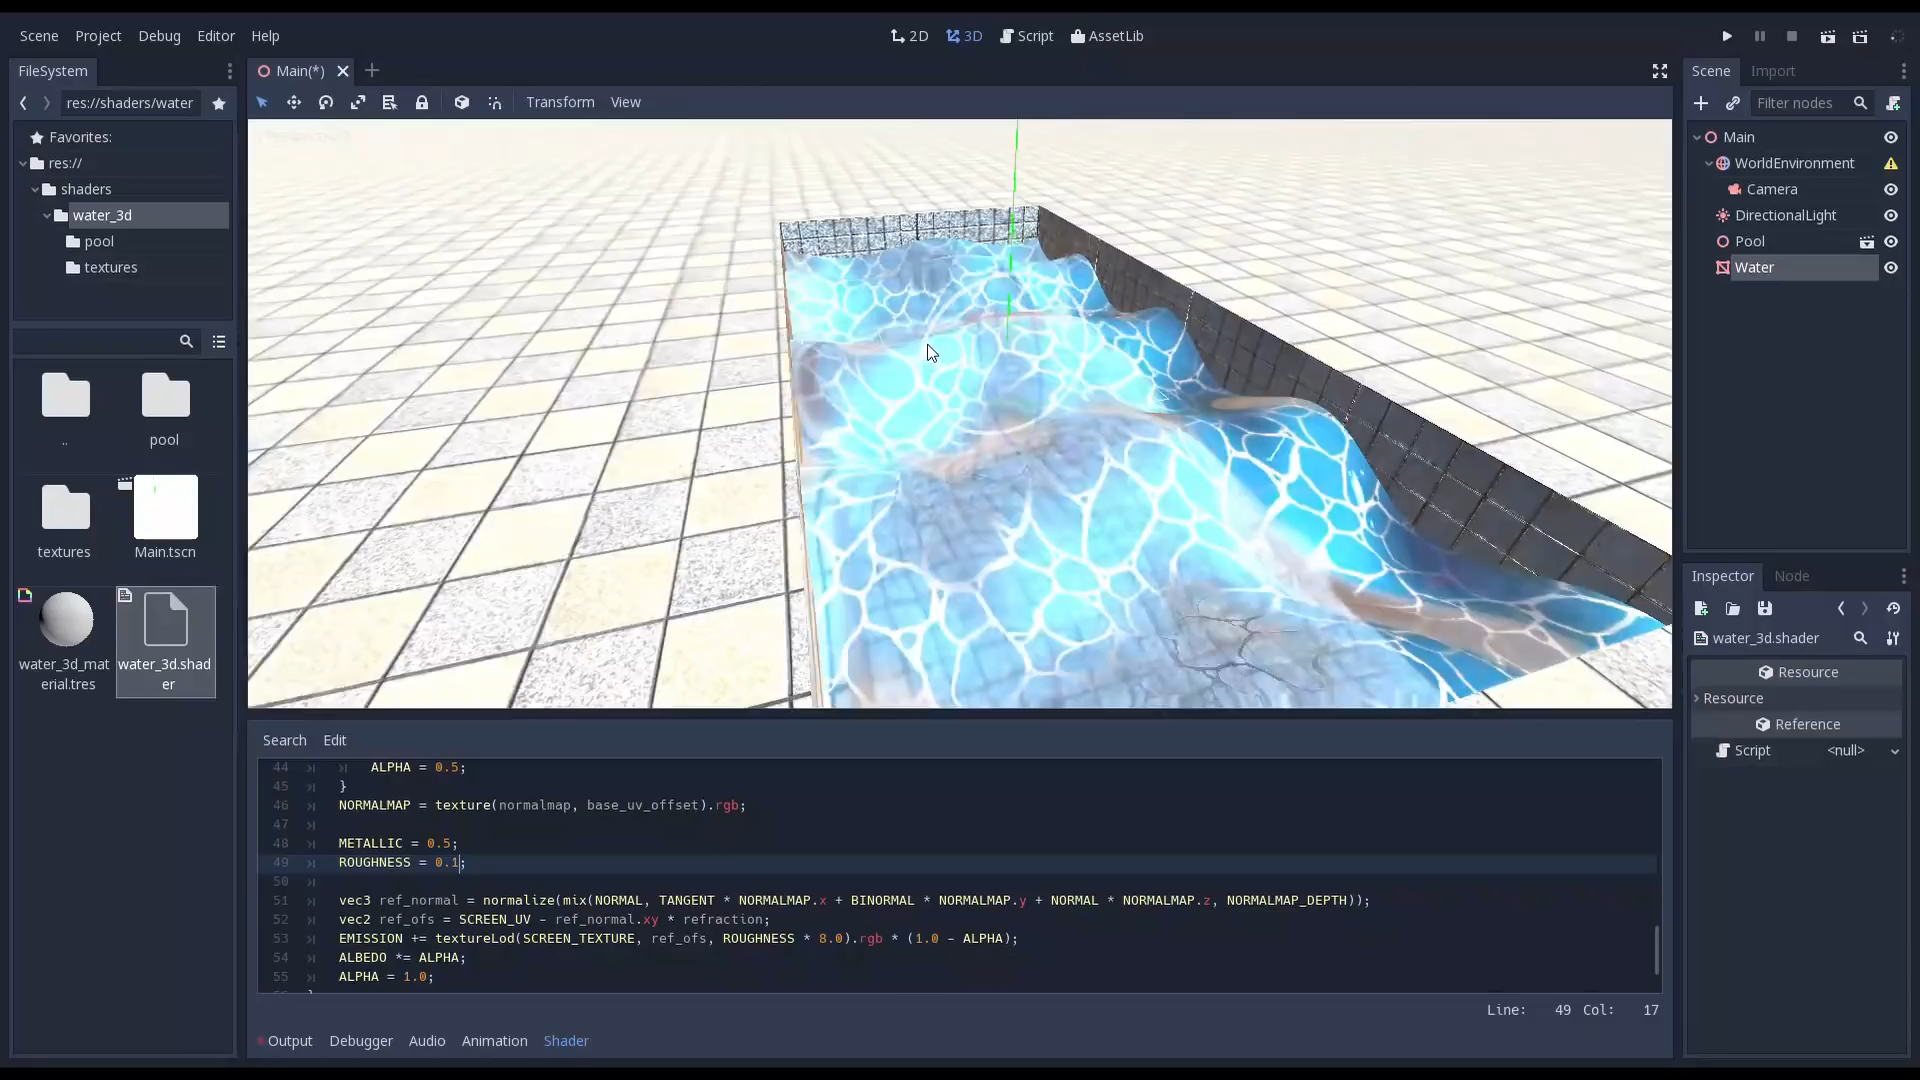 Scene Project Debug Editor Help
2D 3D Script AssetLib
FileSystem
Main(*)
Scene Import
res://shaders/water
Transform View
Filter nodes
Favorites:
res://
shaders
water_3d
pool
textures
Main
WorldEnvironment
Camera
DirectionalLight
Pool
Water
..
pool
textures
Main.tscn
water_3d_mat
erial.tres
water_3d.shad
er
Inspector Node
water_3d.shader
Resource
Resource
Reference
Script <null>
Search Edit
44 ALPHA = 0.5;
45 }
46 NORMALMAP = texture(normalmap, base_uv_offset).rgb;
47
48 METALLIC = 0.5;
49 ROUGHNESS = 0.1;
50
51 vec3 ref_normal = normalize(mix(NORMAL, TANGENT * NORMALMAP.x + BINORMAL * NORMALMAP.y + NORMAL * NORMALMAP.z, NORMALMAP_DEPTH));
52 vec2 ref_ofs = SCREEN_UV - ref_normal.xy * refraction;
53 EMISSION += textureLod(SCREEN_TEXTURE, ref_ofs, ROUGHNESS * 8.0).rgb * (1.0 - ALPHA);
54 ALBEDO *= ALPHA;
55 ALPHA = 1.0;
Line: 49 Col: 17
Output Debugger Audio Animation Shader